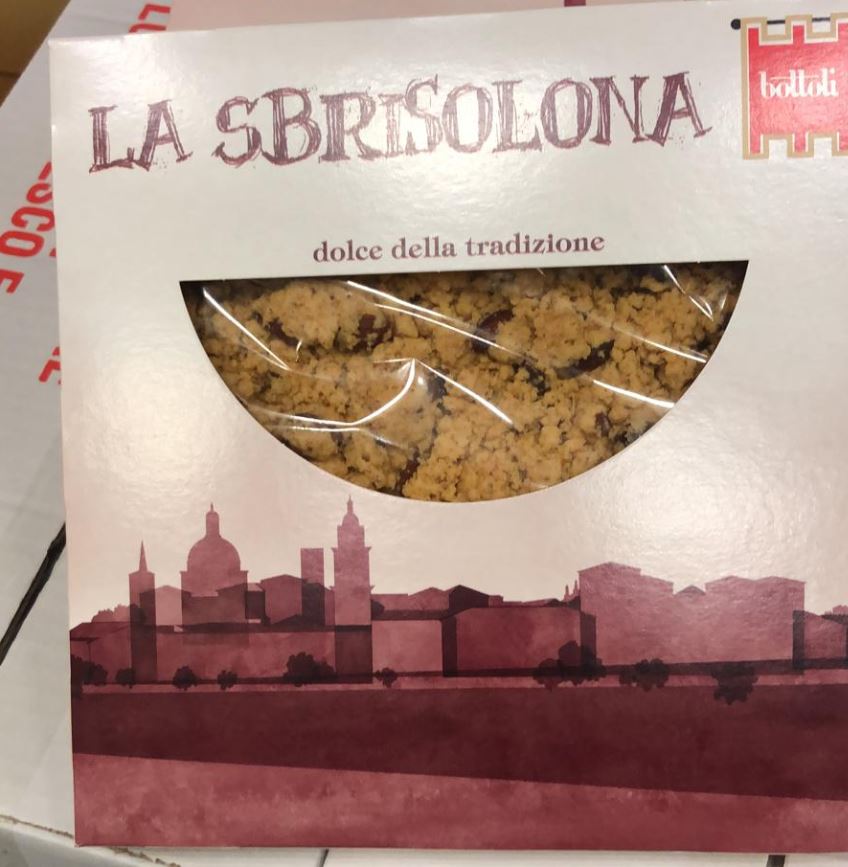 LA SBRISOLONA
bottoli
dolce della tradizione